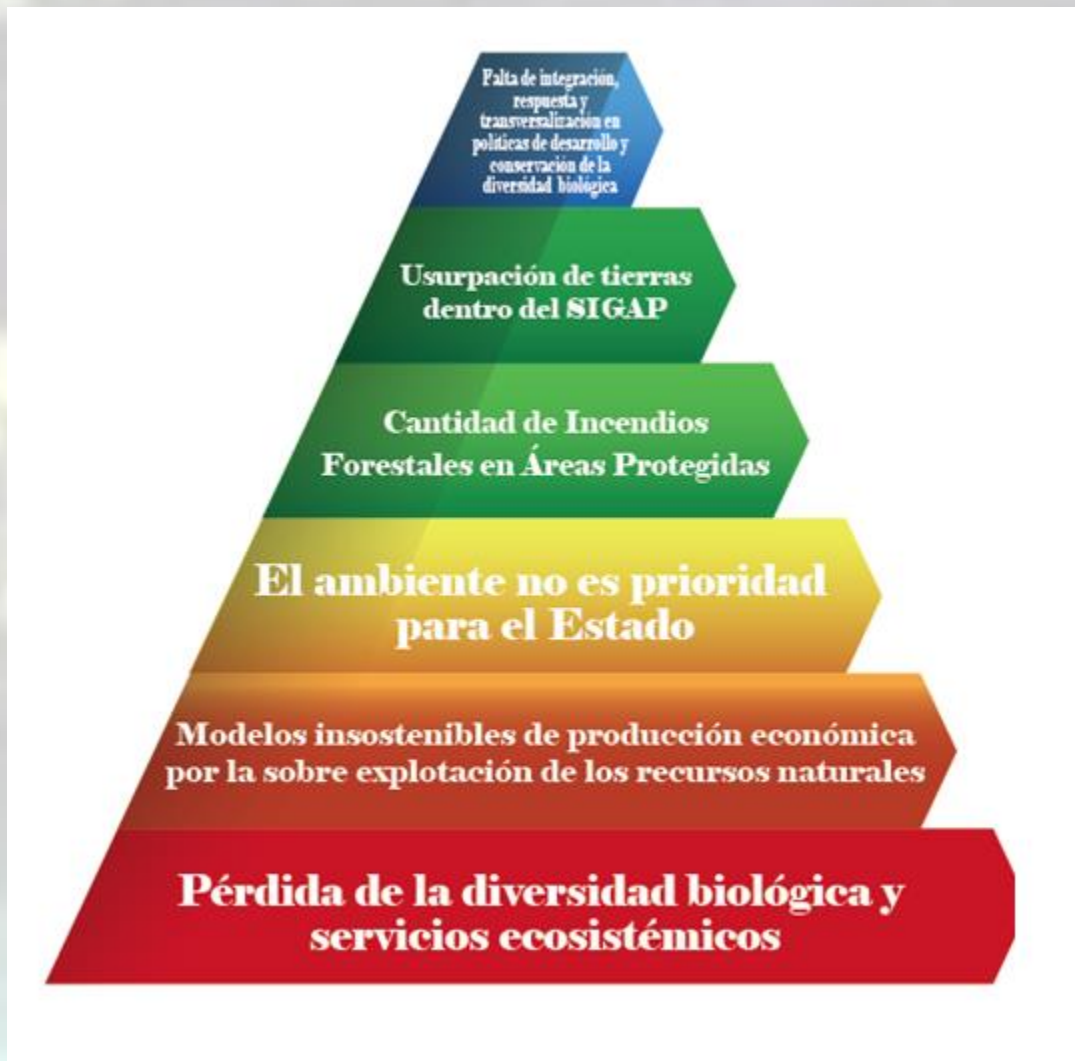 Falta de integración,
respuesta y
transversalización en
políticas de desarrollo y
conservación de la
diversidad biológica
Usurpación de tierras
dentro del SIGAP
Cantidad de Incendios
Forestales en Áreas Protegidas
El ambiente no es prioridad
para el Estado
Modelos insostenibles de producción económica
por la sobre explotación de los recursos naturales
Pérdida de la diversidad biológica y
servicios ecosistémicos